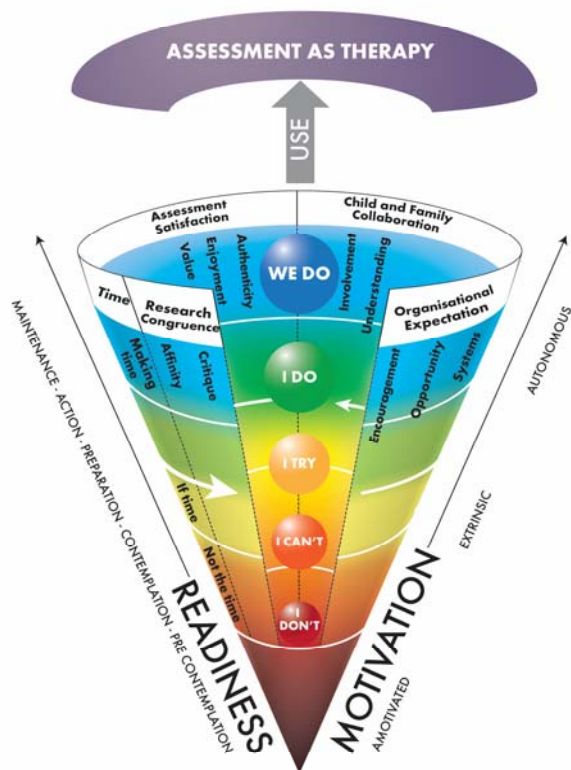 ASSESSMENT AS THERAPY
USE
Assessment
Satisfaction
Child and Family
Collaboration
Value
Enjoyment
Authenticity
WE DO
Involvement
Understanding
Time
Research
Congruence
Organisational
Expectation
Making
time
Affinity
Critique
I DO
Encouragement
Opportunity
Systems
I TRY
If time
I CAN'T
Not the time
I
DON'T
READINESS
MOTIVATION
MAINTENANCE - ACTION - PREPARATION - CONTEMPLATION - PRE CONTEMPLATION
AUTONOMOUS
EXTRINSIC
AMOTIVATED